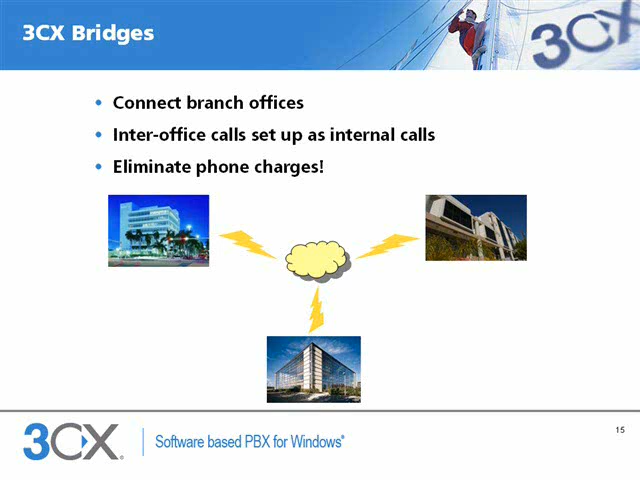 3CX Bridges
3CX
• Connect branch offices
• Inter-office calls set up as internal calls
• Eliminate phone charges!
15
3CX®
Software based PBX for Windows®